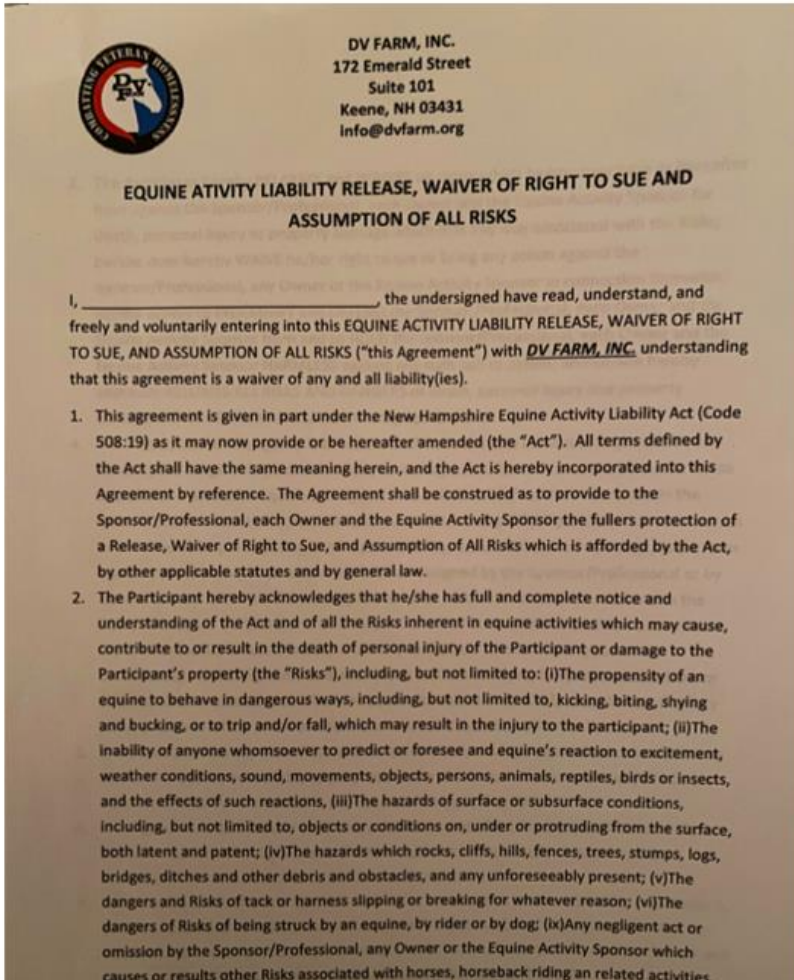 COMBATTING VETERAN HOMELESSNESS
DV
F
DV FARM, INC.
172 Emerald Street
Suite 101
Keene, NH 03431
info@dvfarm.org
EQUINE ATIVITY LIABILITY RELEASE, WAIVER OF RIGHT TO SUE AND
ASSUMPTION OF ALL RISKS
I, ______________________________, the undersigned have read, understand, and
freely and voluntarily entering into this EQUINE ACTIVITY LIABILITY RELEASE, WAIVER OF RIGHT
TO SUE, AND ASSUMPTION OF ALL RISKS ("this Agreement") with DV FARM, INC. understanding
that this agreement is a waiver of any and all liability(ies).
1. This agreement is given in part under the New Hampshire Equine Activity Liability Act (Code
508:19) as it may now provide or be hereafter amended (the "Act"). All terms defined by
the Act shall have the same meaning herein, and the Act is hereby incorporated into this
Agreement by reference. The Agreement shall be construed as to provide to the
Sponsor/Professional, each Owner and the Equine Activity Sponsor the fullers protection of
a Release, Waiver of Right to Sue, and Assumption of All Risks which is afforded by the Act,
by other applicable statutes and by general law.
2. The Participant hereby acknowledges that he/she has full and complete notice and
understanding of the Act and of all the Risks inherent in equine activities which may cause,
contribute to or result in the death of personal injury of the Participant or damage to the
Participant's property (the "Risks"), including, but not limited to: (i)The propensity of an
equine to behave in dangerous ways, including, but not limited to, kicking, biting, shying
and bucking, or to trip and/or fall, which may result in the injury to the participant; (ii)The
inability of anyone whomsoever to predict or foresee and equine's reaction to excitement,
weather conditions, sound, movements, objects, persons, animals, reptiles, birds or insects,
and the effects of such reactions, (iii)The hazards of surface or subsurface conditions,
including, but not limited to, objects or conditions on, under or protruding from the surface,
both latent and patent; (iv)The hazards which rocks, cliffs, hills, fences, trees, stumps, logs,
bridges, ditches and other debris and obstacles, and any unforeseeably present; (v)The
dangers and Risks of tack or harness slipping or breaking for whatever reason; (vi)The
dangers of Risks of being struck by an equine, by rider or by dog; (ix)Any negligent act or
omission by the Sponsor/Professional, any Owner or the Equine Activity Sponsor which
causes or results other Risks associated with horses, horseback riding an related activities